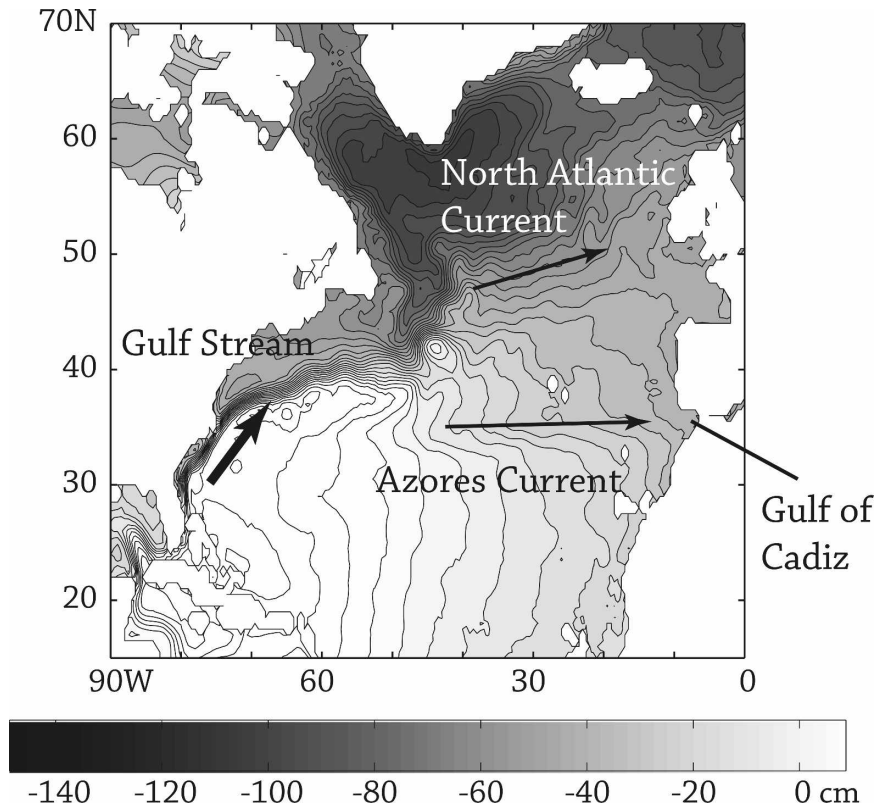 70N
60
50
40
30
20
North Atlantic
Current
Gulf Stream
Azores Current
Gulf of
Cadiz
90W 60 30 0
-140 -120 -100 -80 -60 -40 -20 0 cm